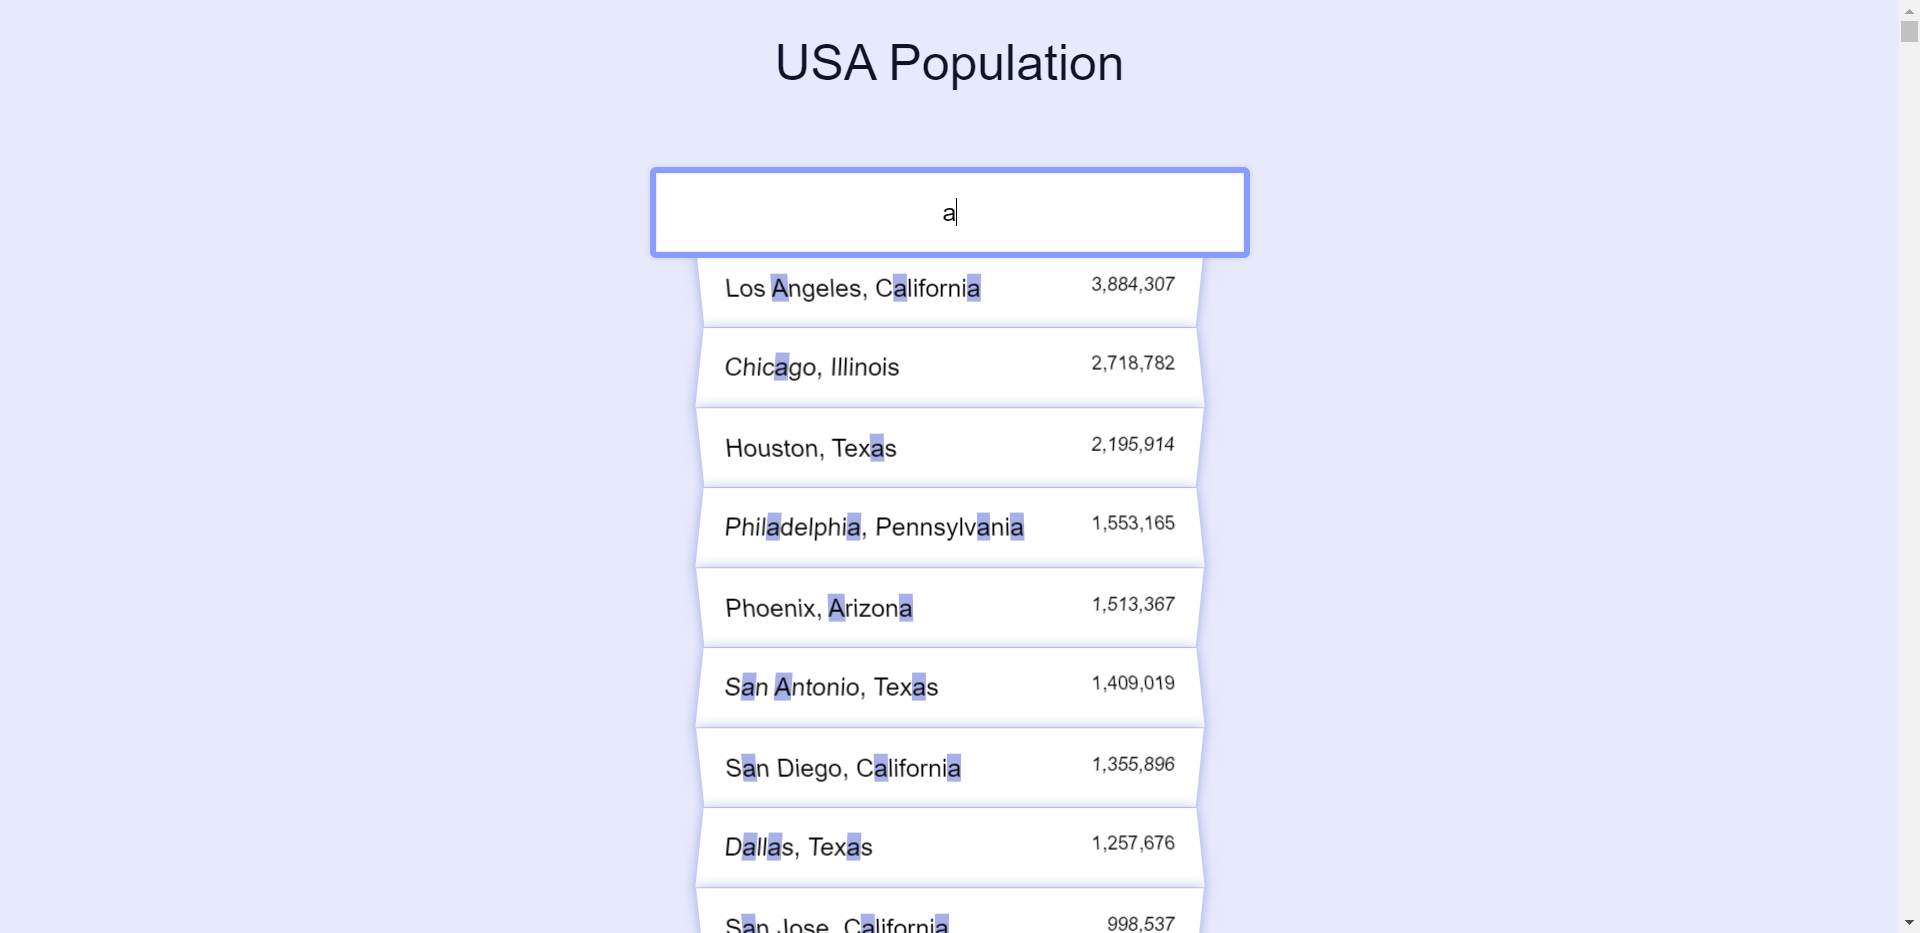 USA Population
a
Los Angeles, California 3,884,307
Chicago, Illinois 2,718,782
Houston, Texas 2,195,914
Philadelphia, Pennsylvania 1,553,165
Phoenix, Arizona 1,513,367
San Antonio, Texas 1,409,019
San Diego, California 1,355,896
Dallas, Texas 1,257,676
San Jose, California 998,537